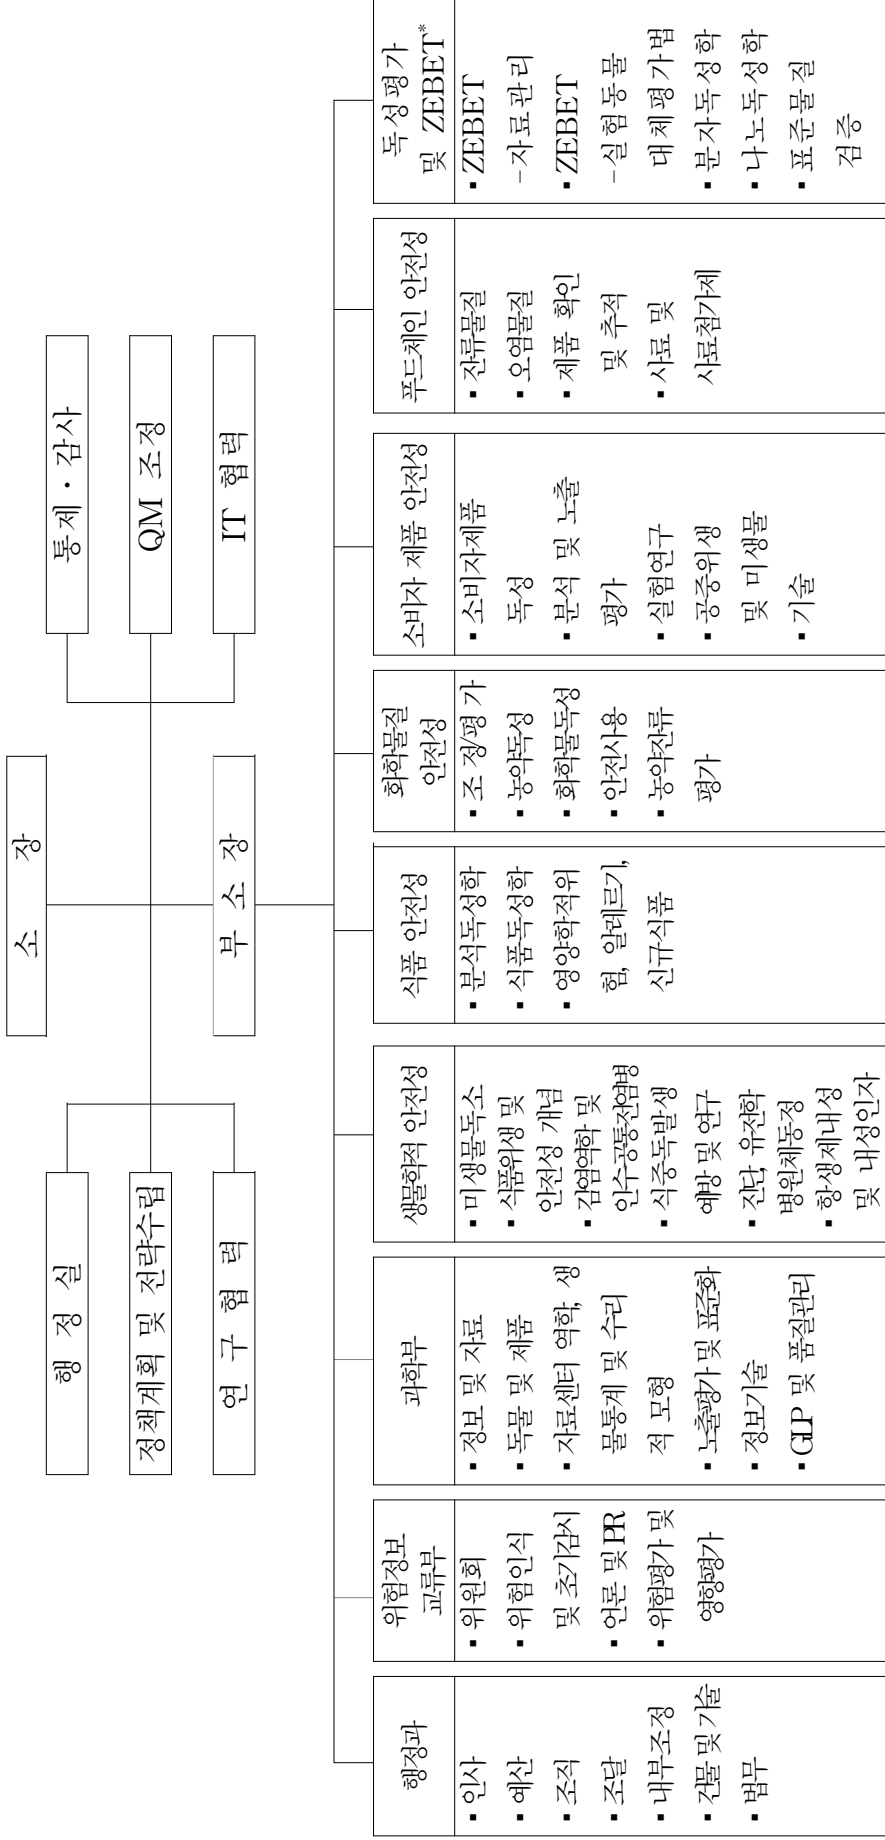 소 장
행 정 실
정책계획 및 전략수립
연 구 협 력
통제·감사
QM 조정
IT 협력
부 소 장
행정과
▪ 인사
▪ 예산
▪ 조직
▪ 조달
▪ 내부조정
▪ 건물 및 기술
▪ 법무
위험정보
교류부
▪ 위원회
▪ 위험인식
및 초기감시
▪ 언론 및 PR
▪ 위험평가 및
영향평가
과학부
▪ 정보 및 자료
▪ 독물 및 제품
▪ 자료센터 역학, 생
물통계 및 수리
적 모형
▪ 노출평가 및 표준화
▪ 정보기술
▪ GLP 및 품질관리
생물학적 안전성
▪ 미생물독소
▪ 식품위생 및
안전성 개념
▪ 감염역학 및
인수공통전염병
▪ 식중독발생
예방 및 연구
▪ 진단, 유전학
병원체동정
▪ 항생제내성
및 내성인자
식품 안전성
▪ 분석독성학
▪ 식품독성학
▪ 영양학적위
험, 알레르기,
신규식품
화학물질
안전성
▪ 조 정/평 가
▪ 농약독성
▪ 화학물독성
▪ 안전사용
▪ 농약잔류
평가
소비자 제품 안전성
▪ 소비자제품
독성
▪ 분석 및 노출
평가
▪ 실험연구
▪ 공중위생
및 미생물
▪ 기술
푸드체인 안전성
▪ 잔류물질
▪ 오염물질
▪ 제품 확인
및 추적
▪ 사료 및
사료첨가제
독성평가
및 ZEBET*
▪ ZEBET
-자료관리
▪ ZEBET
-실험동물
대체평가법
▪ 분자독성학
▪ 나노독성학
▪ 표준물질
검증